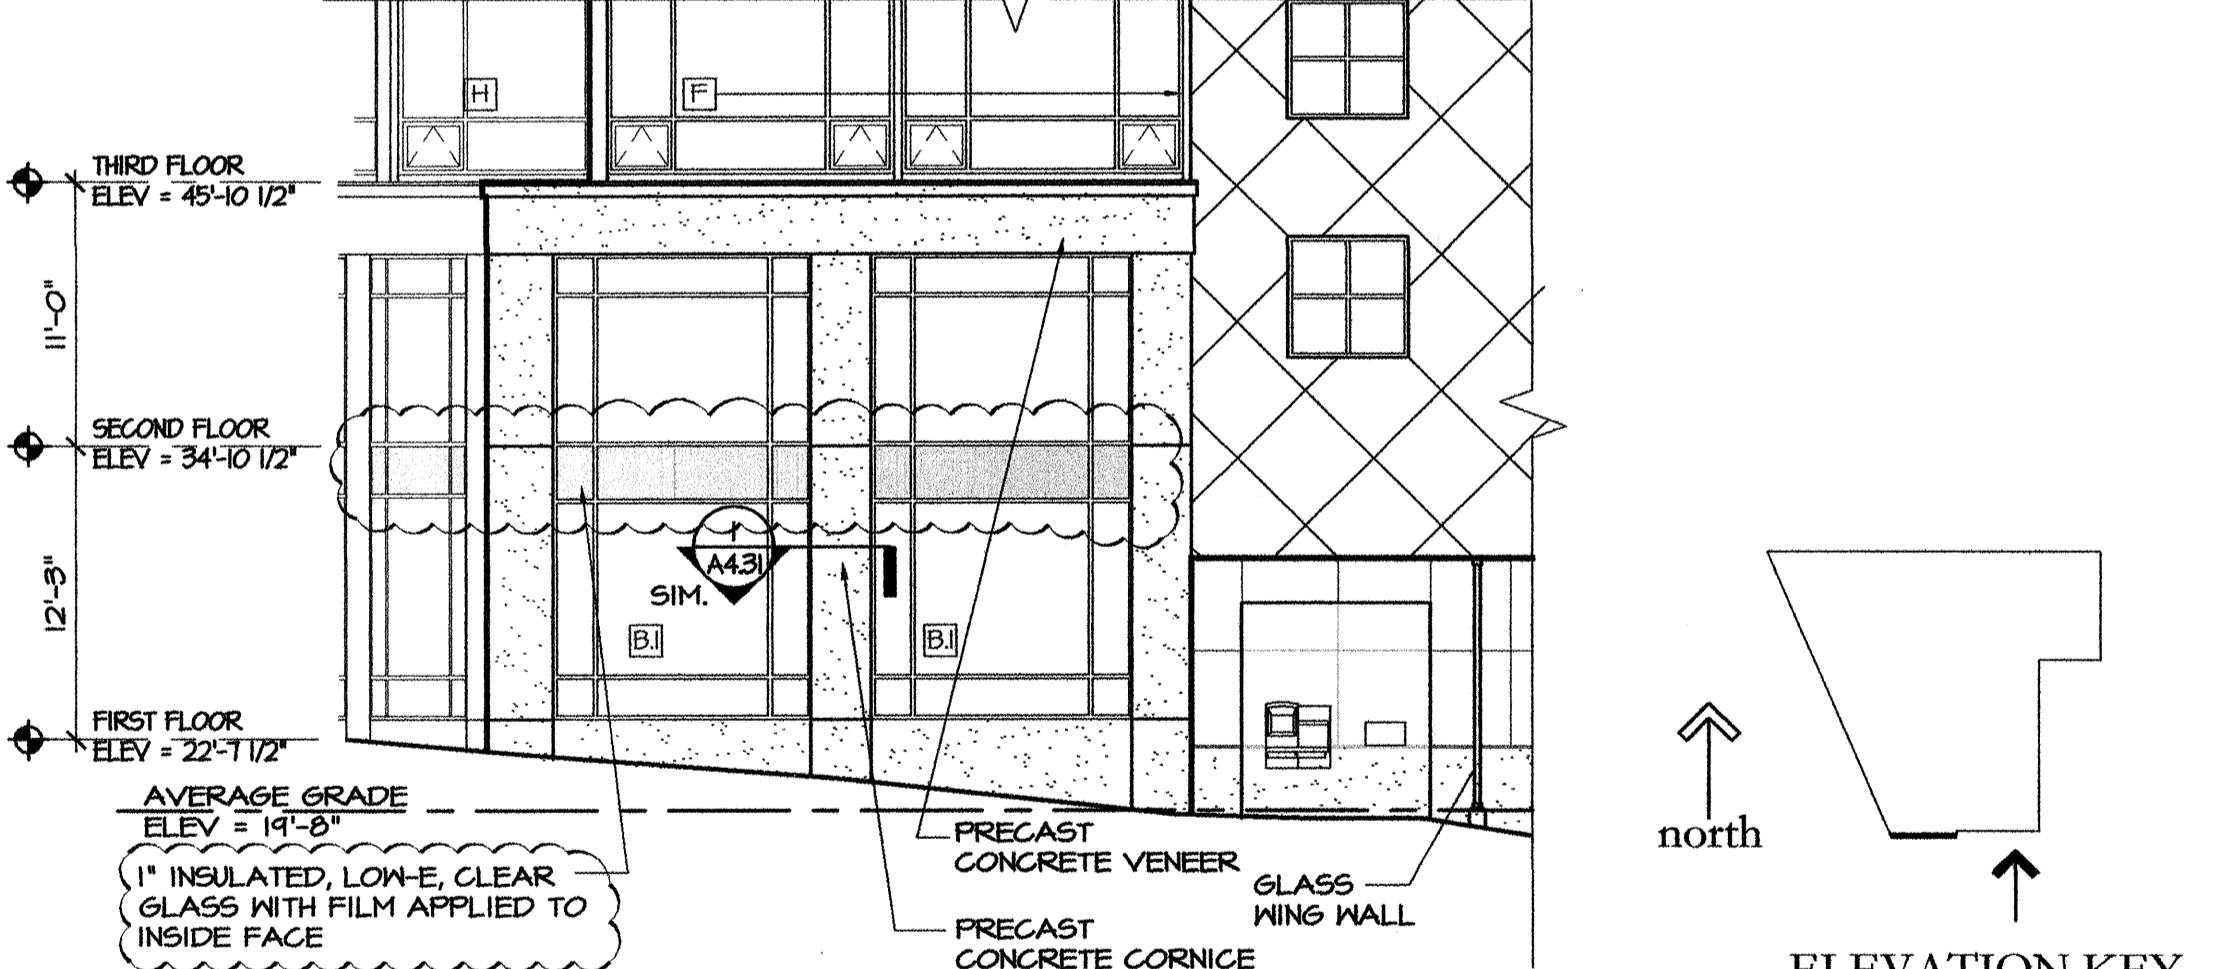 H
F
THIRD FLOOR
ELEV = 45'-10 1/2"
11'-0"
SECOND FLOOR
ELEV = 34'-10 1/2"
1
A4.31
SIM.
12'-3"
B.1
B.1
FIRST FLOOR
ELEV = 22'-7 1/2"
AVERAGE GRADE
ELEV = 19'-8"
1" INSULATED, LOW-E, CLEAR
GLASS WITH FILM APPLIED TO
INSIDE FACE
PRECAST
CONCRETE VENEER
PRECAST
CONCRETE CORNICE
GLASS
WING WALL
north
ELEVATION KEY